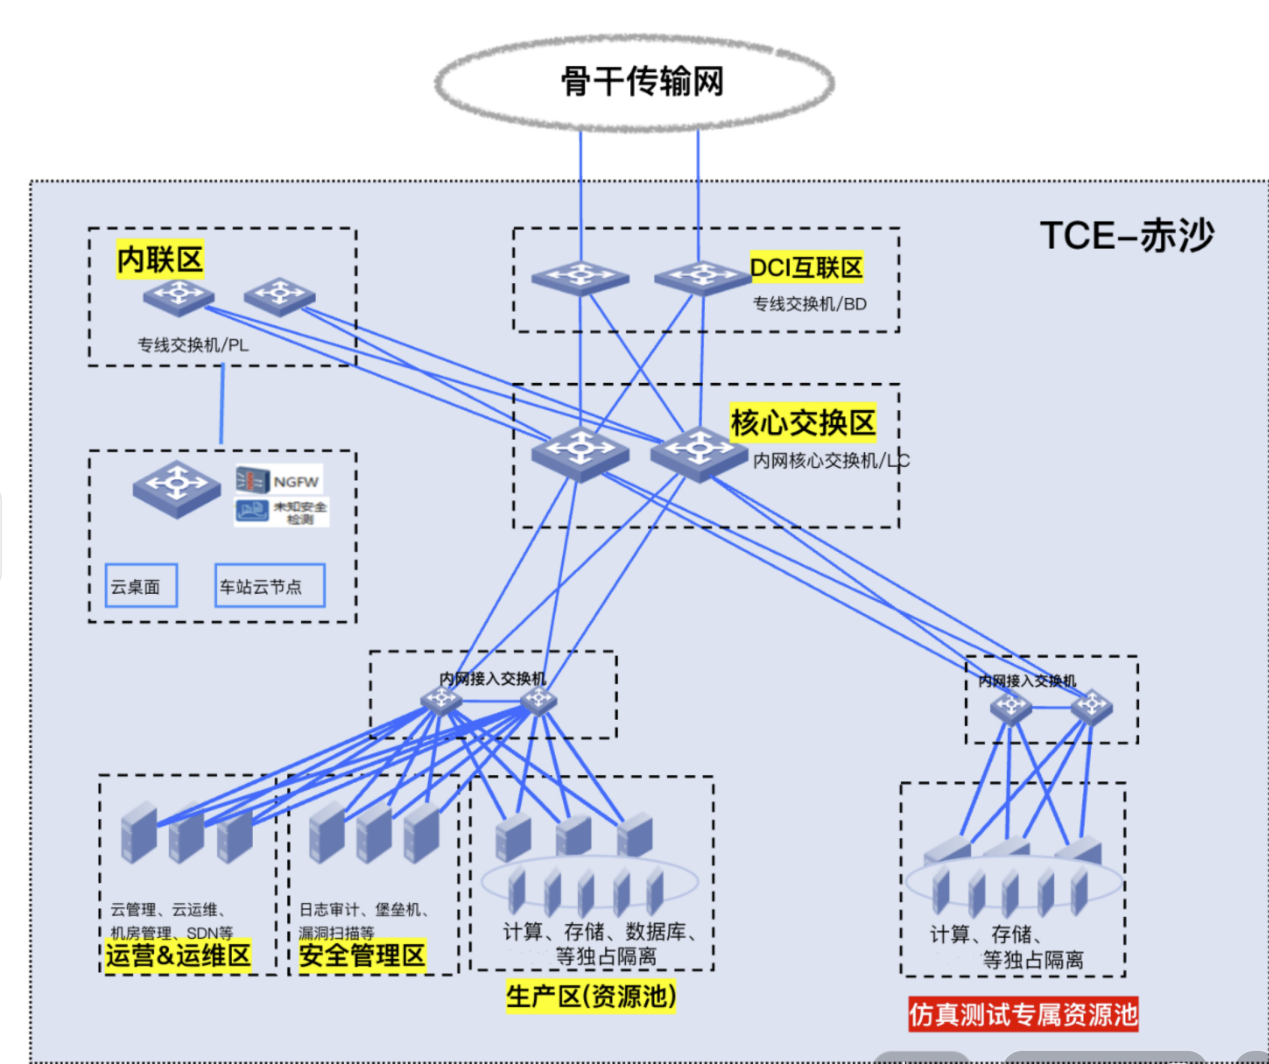 骨干传输网
TCE-赤沙
内联区
专线交换机/PL
DCI互联区
专线交换机/BD
核心交换区
内网核心交换机/LC
NGFW
未知安全
检测
云桌面
车站云节点
内网接入交换机
内网接入交换机
云管理、云运维、
机房管理、SDN等
运营&运维区
日志审计、堡垒机、
漏洞扫描等
安全管理区
计算、存储、数据库、
等独占隔离
生产区(资源池)
计算、存储、
等独占隔离
仿真测试专属资源池